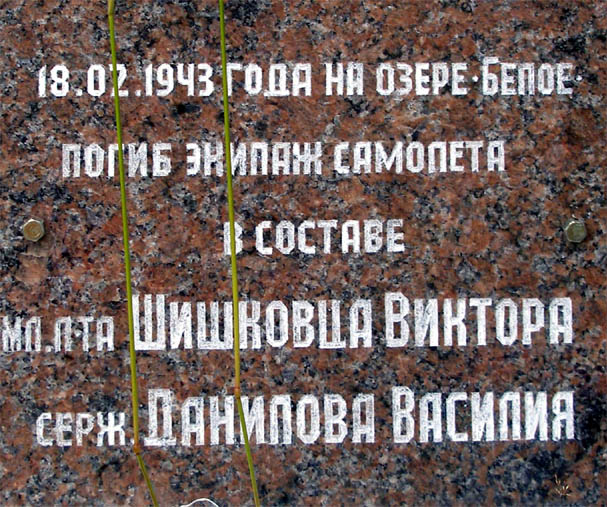 18.02.1943 ГОДА НА ОЗЕРЕ "БЕЛОЕ"
ПОГИБ ЭКИПАЖ САМОЛЕТА
В СОСТАВЕ
МЛ. Л-ТА ШИШКОВЦА ВИКТОРА
СЕРЖ. ДАНИЛОВА ВАСИЛИЯ